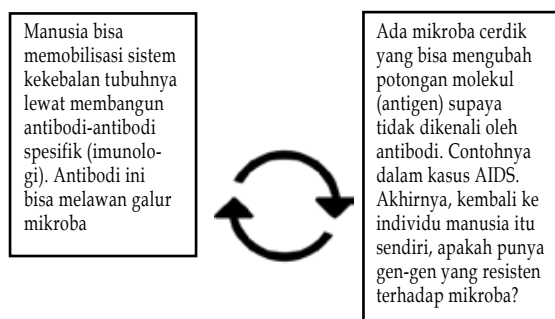 Manusia bisa
memobilisasi sistem
kekebalan tubuhnya
lewat membangun
antibodi-antibodi
spesifik (imunolo-
gi). Antibodi ini
bisa melawan galur
mikroba
Ada mikroba cerdik
yang bisa mengubah
potongan molekul
(antigen) supaya
tidak dikenali oleh
antibodi. Contohnya
dalam kasus AIDS.
Akhirnya, kembali ke
individu manusia itu
sendiri, apakah punya
gen-gen yang resisten
terhadap mikroba?